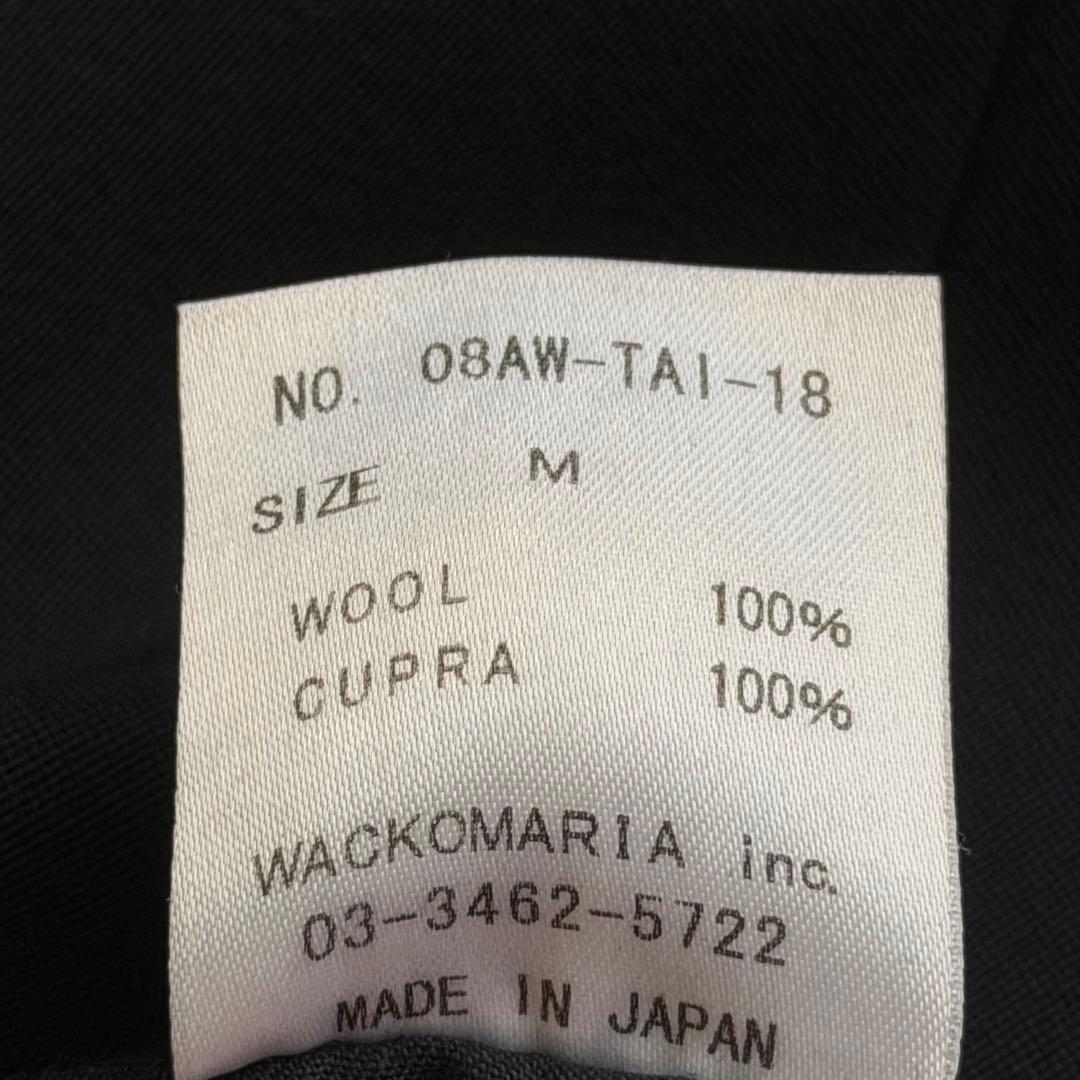 NO. 08AW-TAI-18
SIZE M
WOOL 100%
CUPRA 100%
WACKOMARIA inc.
03-3462-5722
MADE IN JAPAN